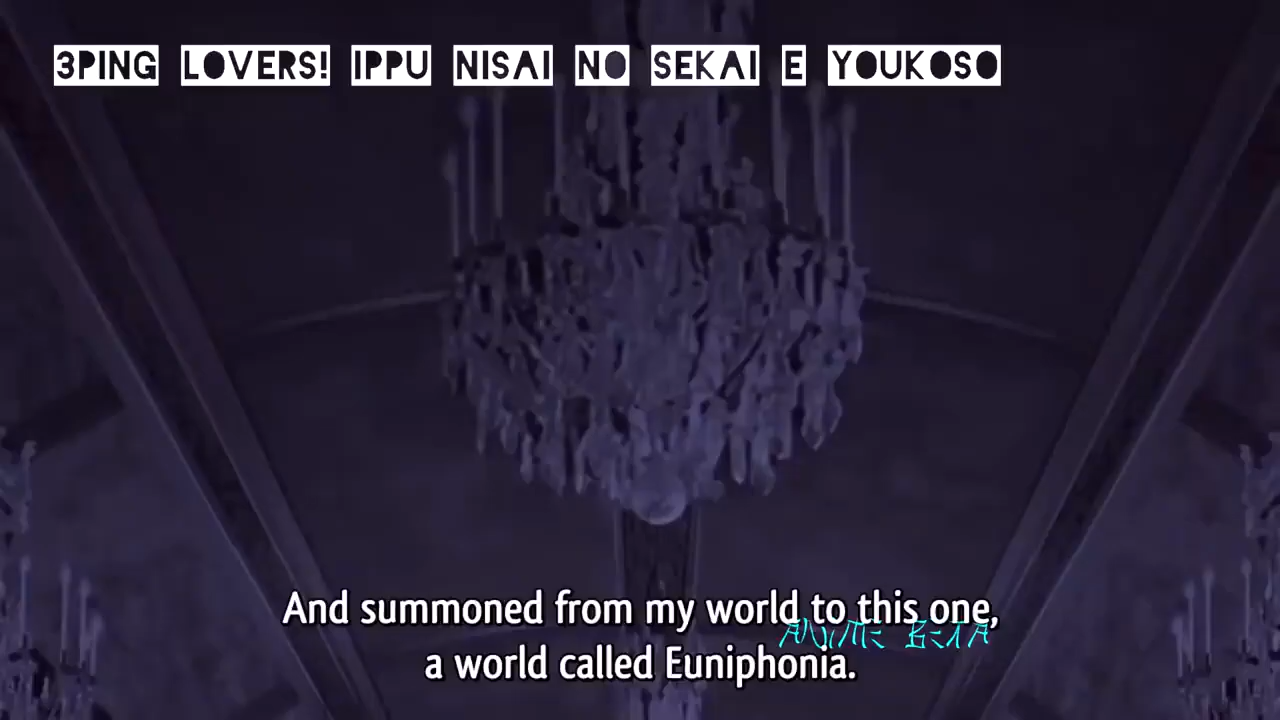 3PING LOVERS! IPPU NISAI NO SEKAI E YOUKOSO
And summoned from my world to this one,
ANIME BETA
a world called Euniphonia.